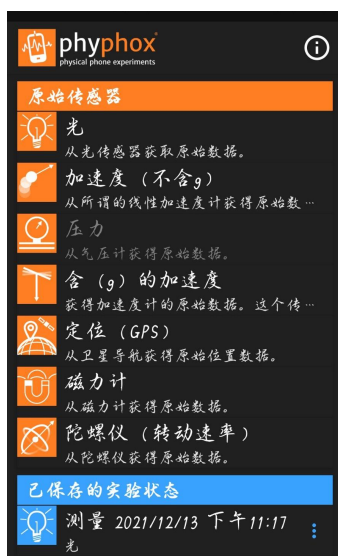 phyphox
physical phone experiments
原始传感器
光
从光传感器获取原始数据。
加速度（不含g）
从所谓的线性加速度计获得原始数…
压力
从气压计获得原始数据。
含（g）的加速度
获得加速度计的原始数据。这个传…
定位（GPS）
从卫星导航获得原始位置数据。
磁力计
从磁力计获得原始数据。
陀螺仪（转动速率）
从陀螺仪获得原始数据。
已保存的实验状态
测量 2021/12/13 下午11:17
光